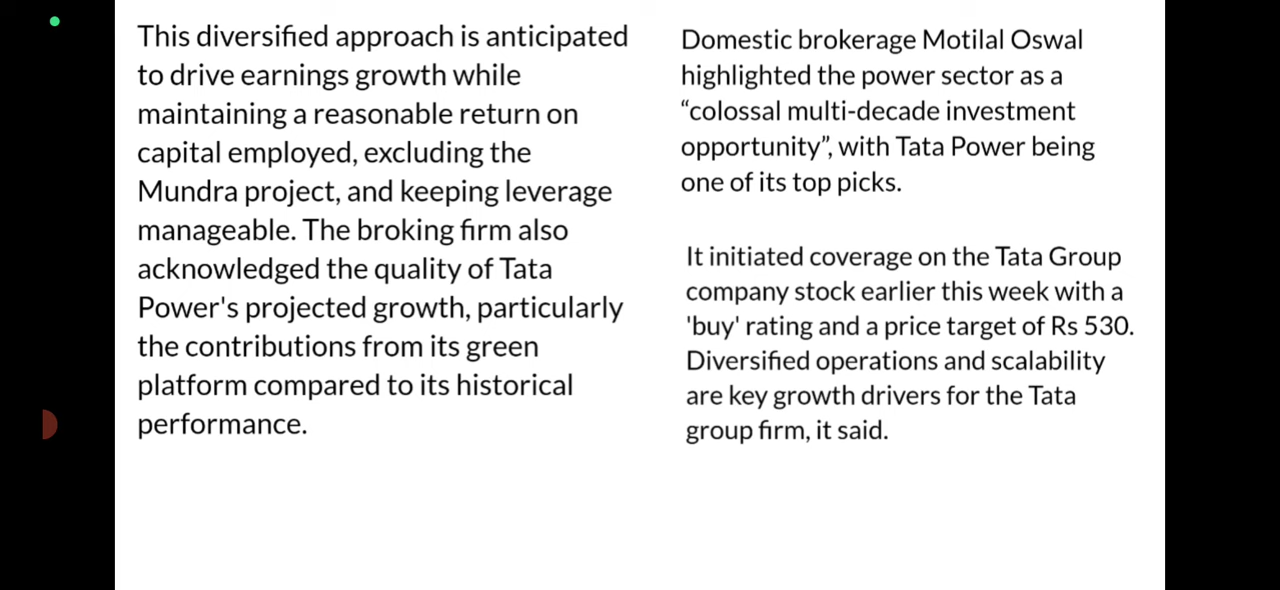 This diversified approach is anticipated
to drive earnings growth while
maintaining a reasonable return on
capital employed, excluding the
Mundra project, and keeping leverage
manageable. The broking firm also
acknowledged the quality of Tata
Power's projected growth, particularly
the contributions from its green
platform compared to its historical
performance.
Domestic brokerage Motilal Oswal
highlighted the power sector as a
“colossal multi-decade investment
opportunity”, with Tata Power being
one of its top picks.
It initiated coverage on the Tata Group
company stock earlier this week with a
'buy' rating and a price target of Rs 530.
Diversified operations and scalability
are key growth drivers for the Tata
group firm, it said.